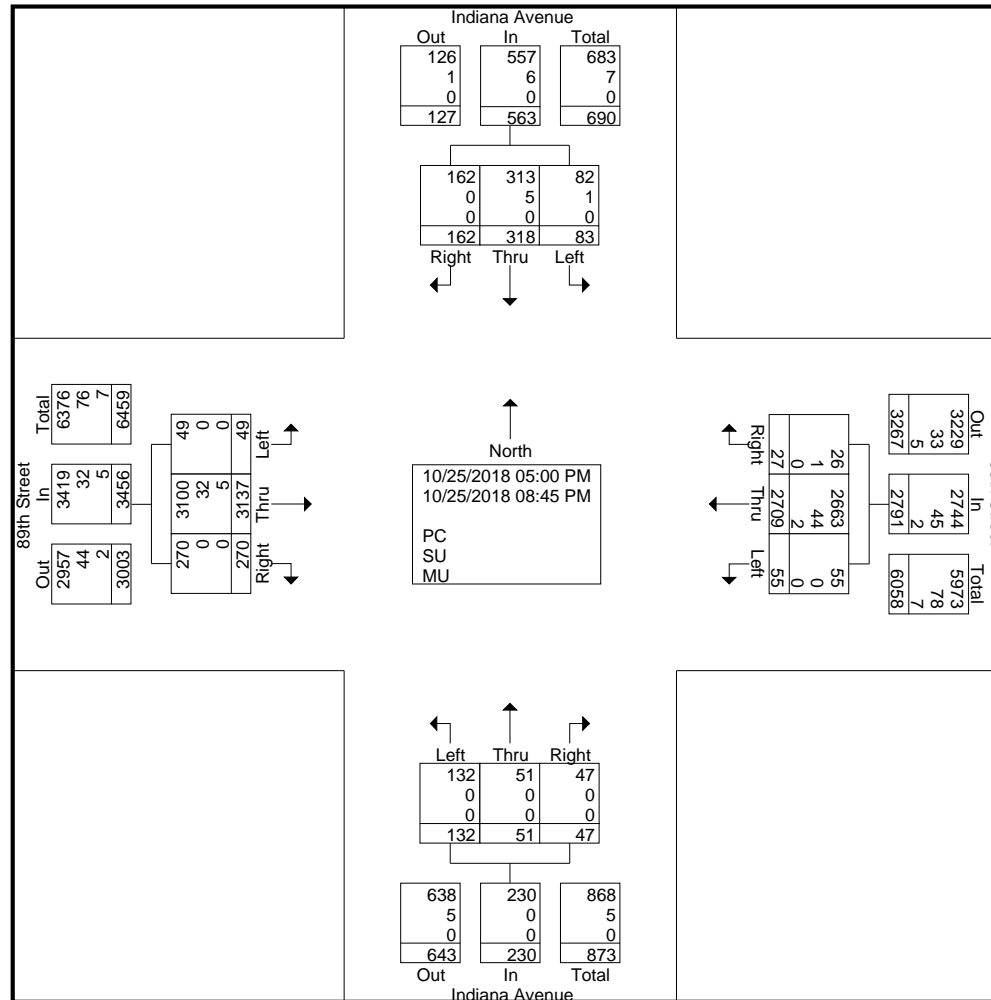 Indiana Avenue
Out In Total
126 557 683
1 6 7
0 0 0
127 563 690
162 313 82
0 5 1
0 0 0
162 318 83
Right Thru Left
89th Street
Total In Out
6376 3419 2957
76 32 44
7 5 2
6459 3456 3003
49 3100 270
0 32 0
0 5 0
49 3137 270
Left Thru Right
North
10/25/2018 05:00 PM
10/25/2018 08:45 PM
PC
SU
MU
Right Thru Left
26 2663 55
1 44 0
0 2 0
27 2709 55
Out In Total
3229 2744 5973
33 45 78
5 2 7
3267 2791 6058
Left Thru Right
132 51 47
0 0 0
0 0 0
132 51 47
638 230 868
5 0 5
0 0 0
643 230 873
Out In Total
Indiana Avenue